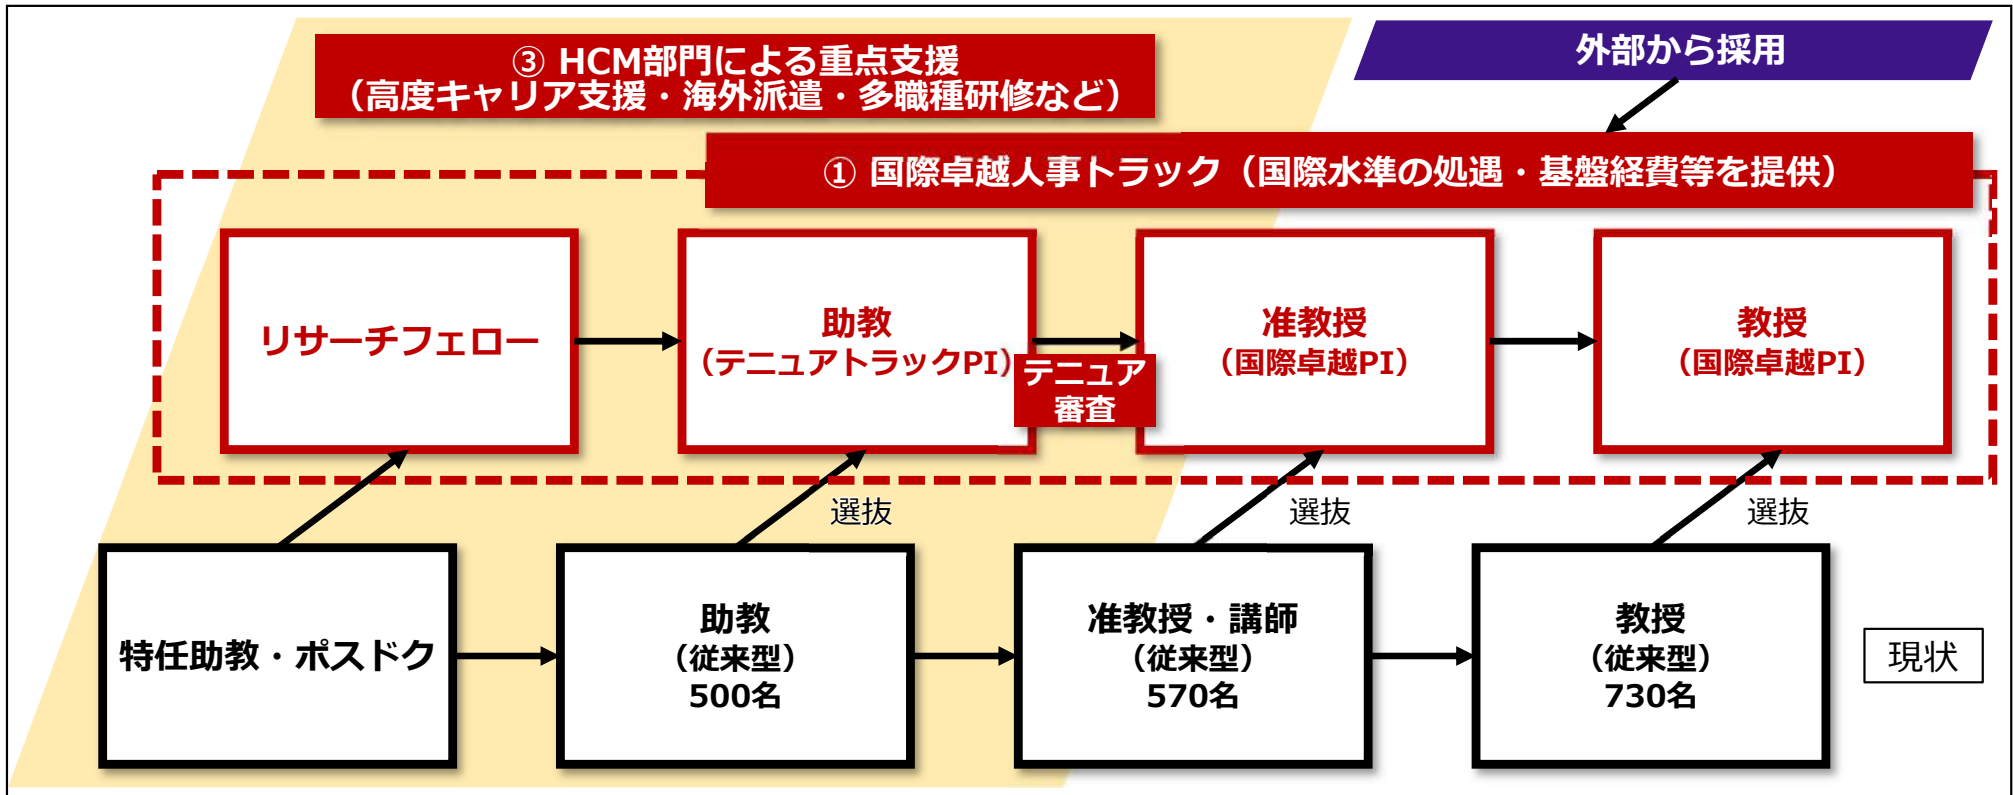 ③ HCM部門による重点支援
（高度キャリア支援・海外派遣・多職種研修など）
外部から採用
① 国際卓越人事トラック（国際水準の処遇・基盤経費等を提供）
リサーチフェロー
助教
（テニュアトラックPI）
テニュア
審査
准教授
（国際卓越PI）
教授
（国際卓越PI）
選抜
選抜
選抜
特任助教・ポスドク
助教
（従来型）
500名
准教授・講師
（従来型）
570名
教授
（従来型）
730名
現状